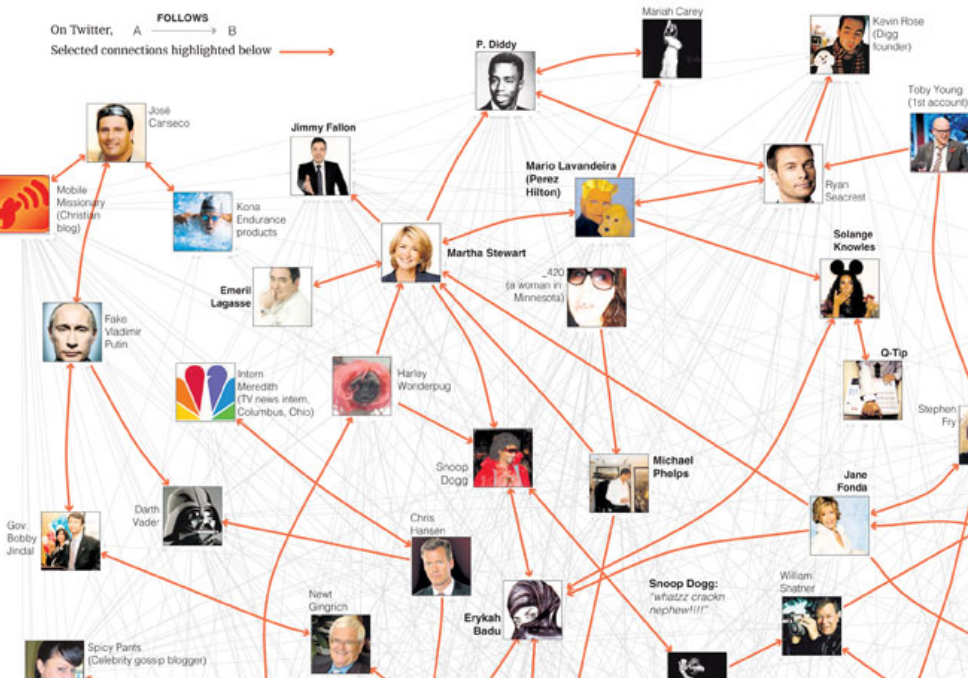 FOLLOWS
On Twitter, A B
Selected connections highlighted below
Mariah Carey
Kevin Rose
(Digg
founder)
P. Diddy
Toby Young
(1st account)
José
Canseco
Jimmy Fallon
Mario Lavandeira
(Perez
Hilton)
Ryan
Seacrest
Mobile
Missionary
(Christian
blog)
Kona
Endurance
products
Martha Stewart
Solange
Knowles
Emeril
Lagasse
_420
(a woman in
Minnesota)
Fake
Vladimir
Putin
Q-Tip
Intern
Meredith
(TV news intern,
Columbus, Ohio)
Harley
Wonderpug
Stephen
Fry
Snoop
Dogg
Michael
Phelps
Jane
Fonda
Darth
Vader
Gov.
Bobby
Jindal
Chris
Hansen
Snoop Dogg:
"whatzz crackn
nephew!!!!"
William
Shatner
Newt
Gingrich
Erykah
Badu
Spicy Pants
(Celebrity gossip blogger)